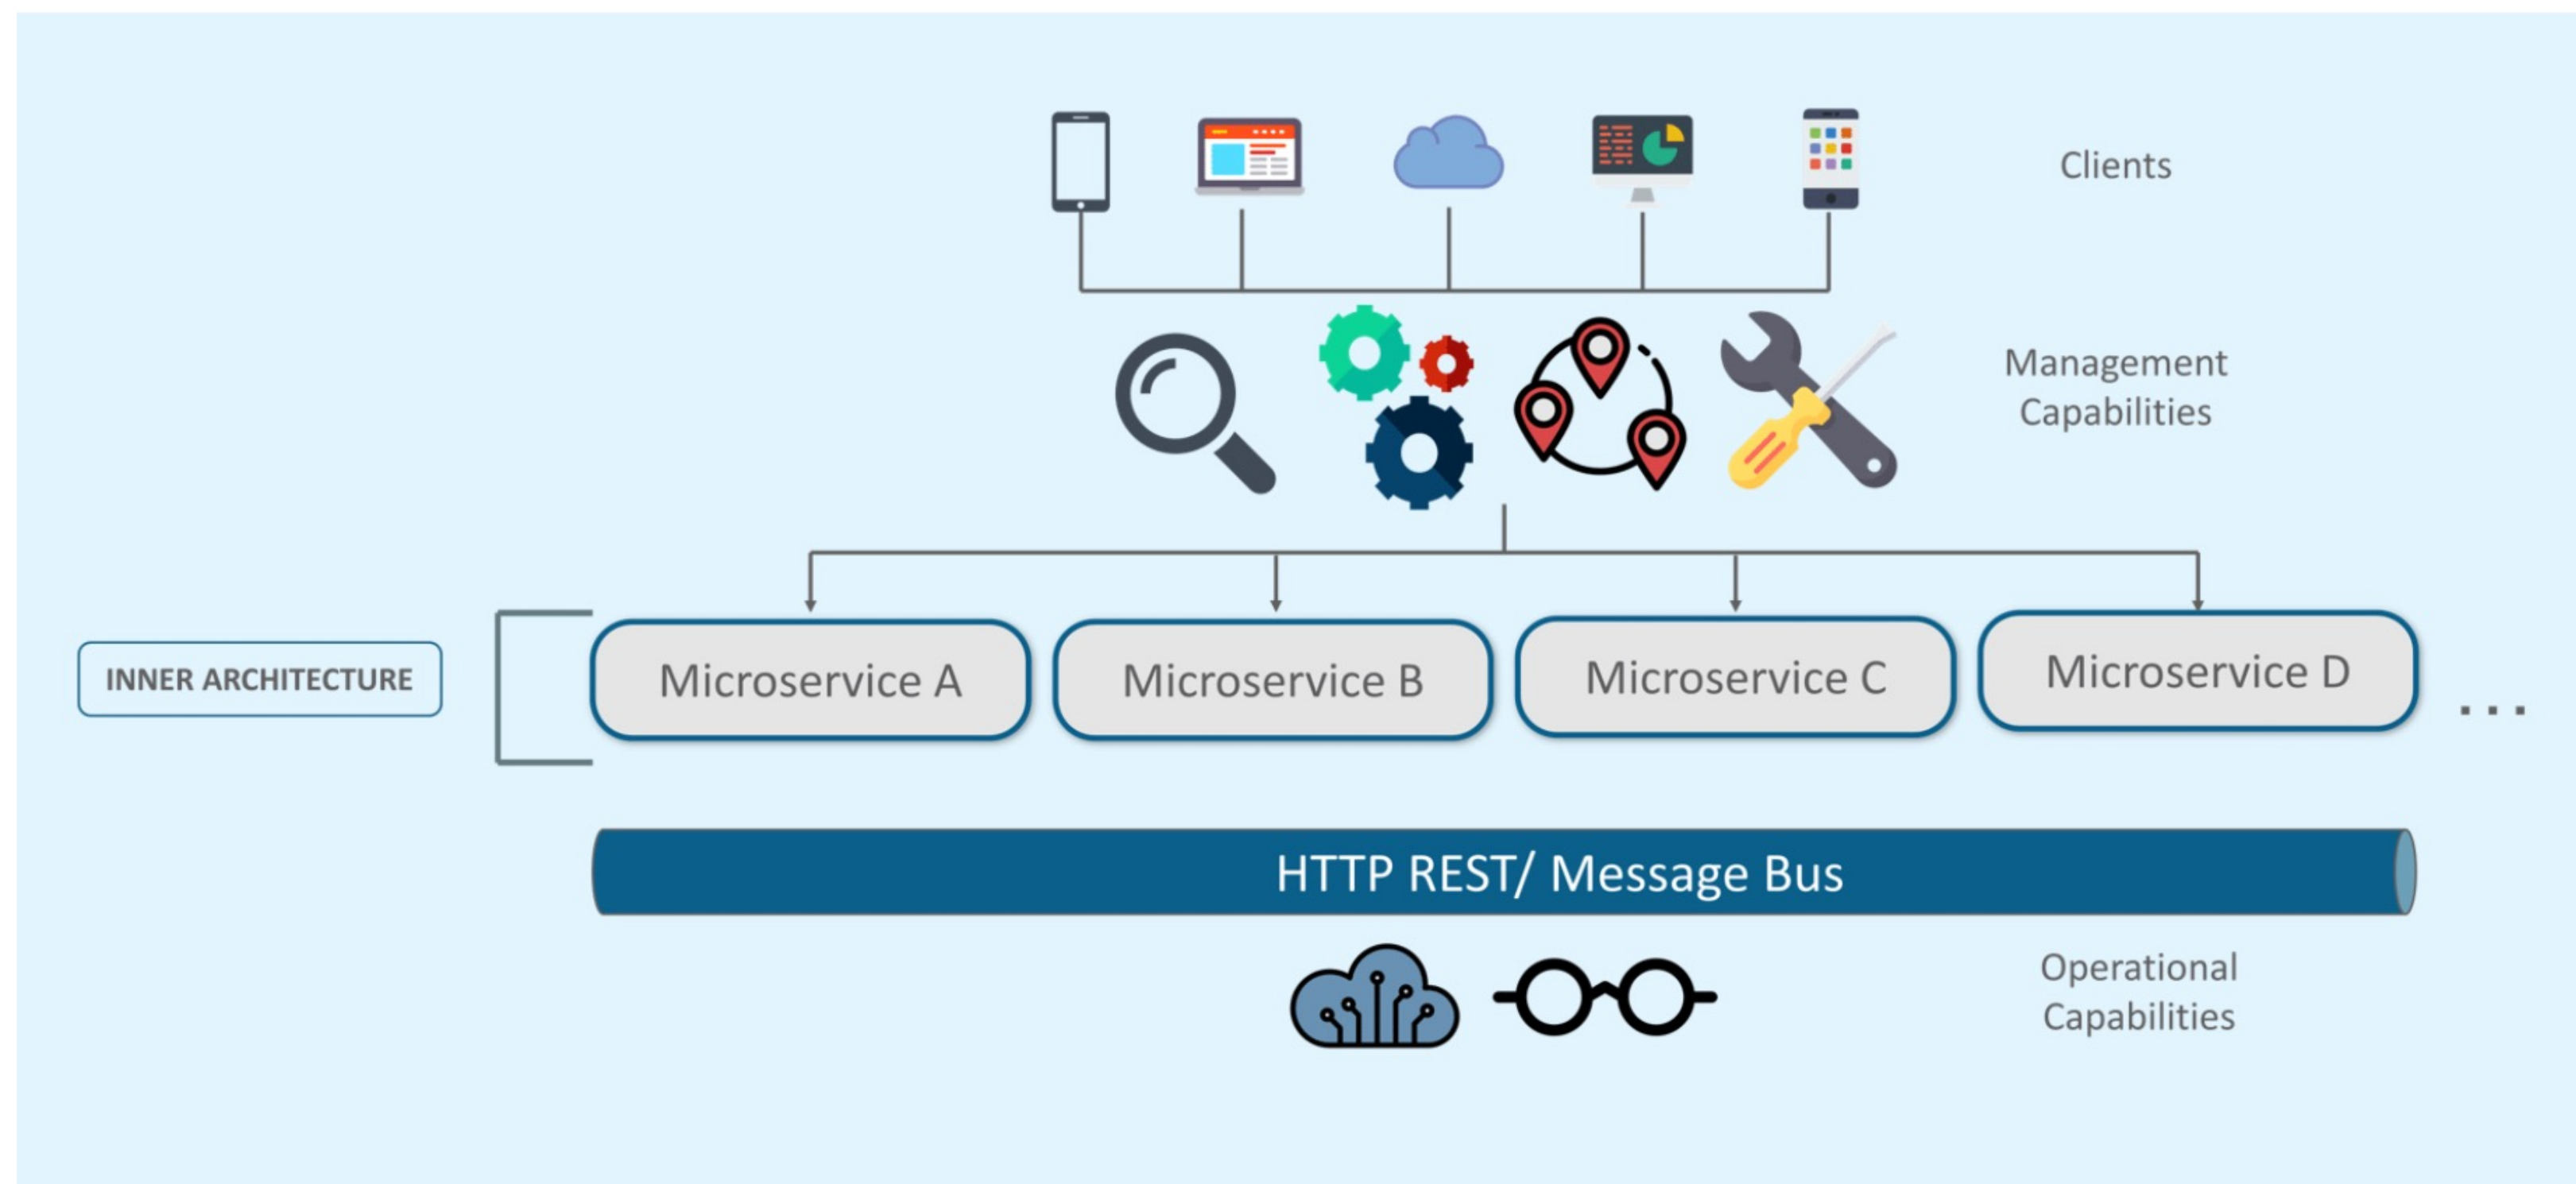 Clients
Management
Capabilities
INNER ARCHITECTURE
Microservice A
Microservice B
Microservice C
Microservice D
...
HTTP REST/ Message Bus
Operational
Capabilities